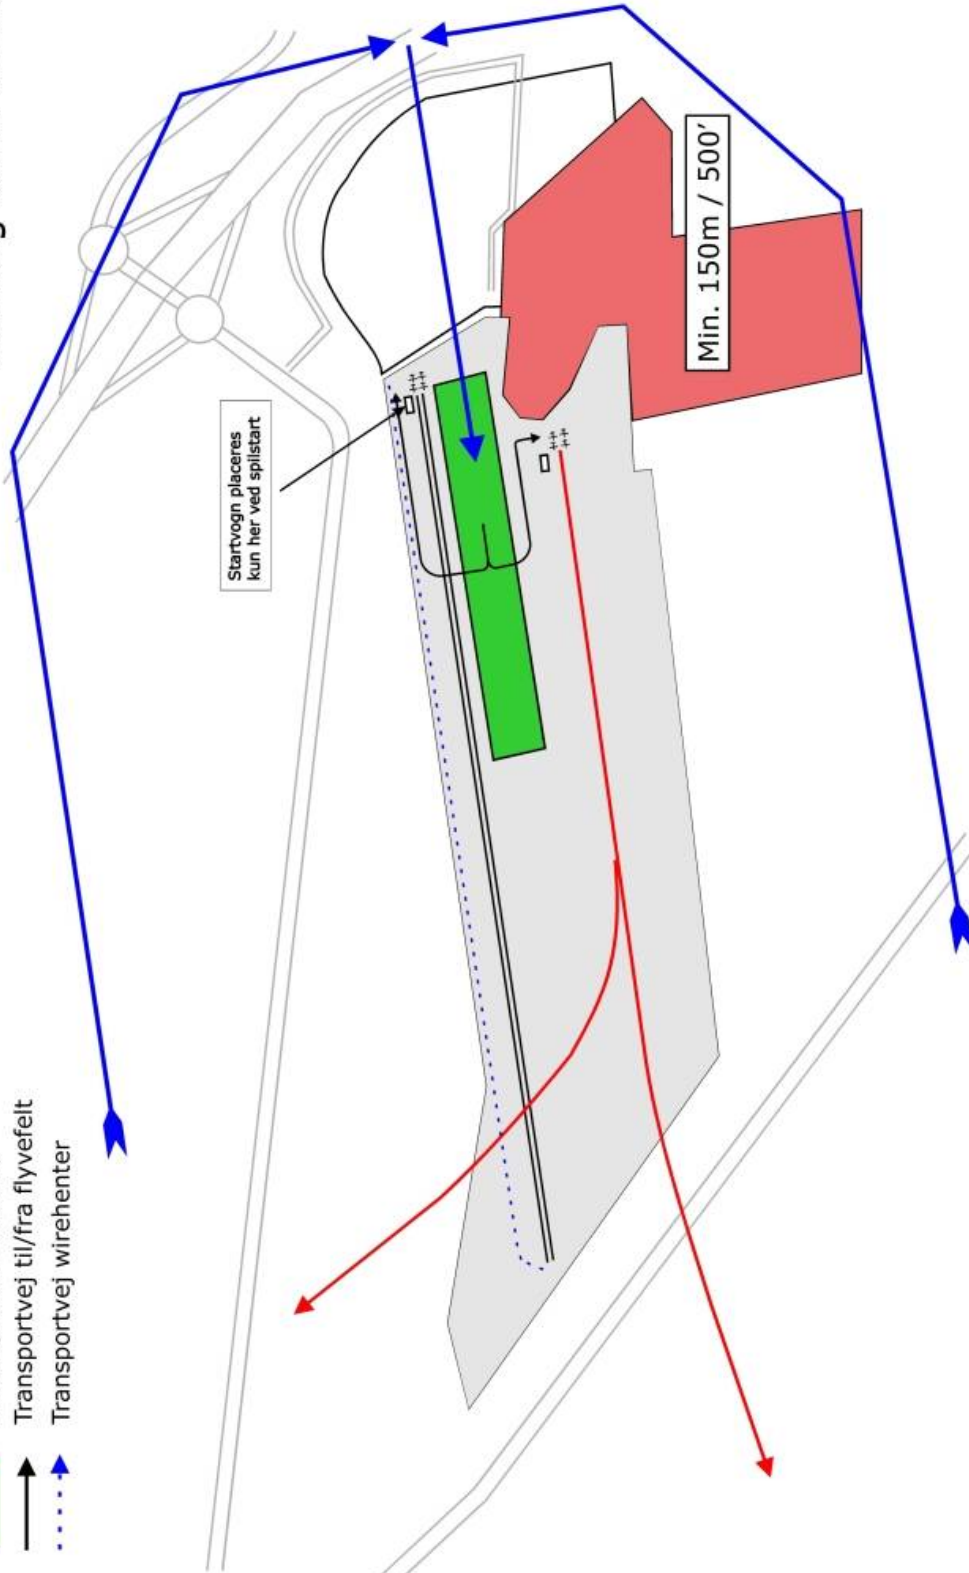 Transportvej til/fra flyvefelt
Transportvej wirehenter
Startvogn placeres
kun her ved spilstart
Min. 150m / 500’